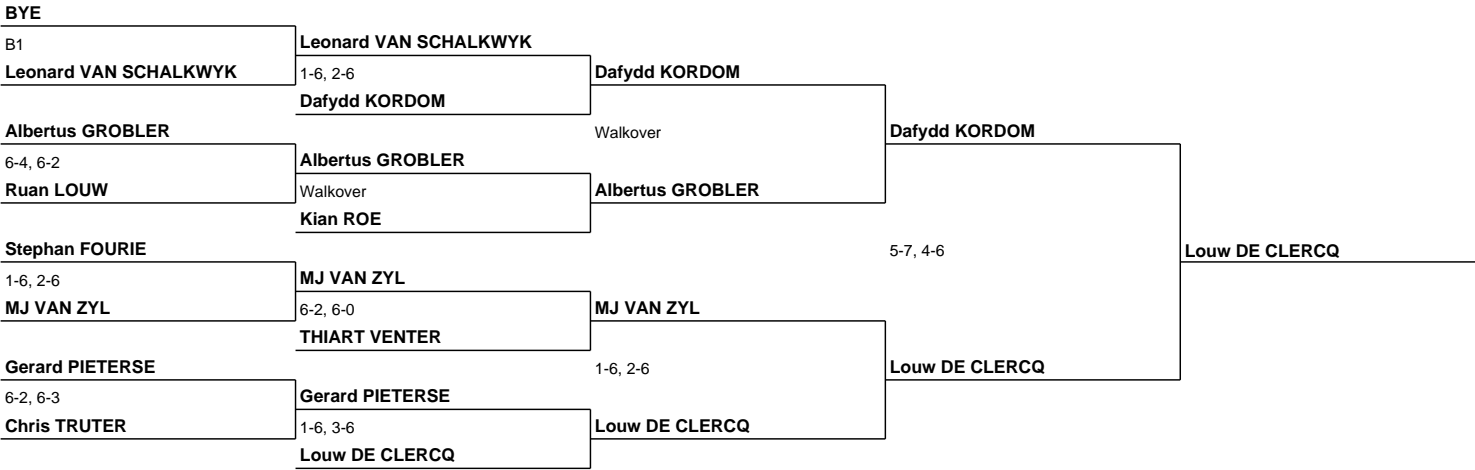 BYE
B1
Leonard VAN SCHALKWYK
Leonard VAN SCHALKWYK
1-6, 2-6
Dafydd KORDOM
Dafydd KORDOM
Walkover
Albertus GROBLER
6-4, 6-2
Ruan LOUW
Albertus GROBLER
Walkover
Kian ROE
Albertus GROBLER
Dafydd KORDOM
5-7, 4-6
Louw DE CLERCQ
Stephan FOURIE
1-6, 2-6
MJ VAN ZYL
MJ VAN ZYL
6-2, 6-0
THIART VENTER
MJ VAN ZYL
1-6, 2-6
Gerard PIETERSE
6-2, 6-3
Chris TRUTER
Gerard PIETERSE
1-6, 3-6
Louw DE CLERCQ
Louw DE CLERCQ
Louw DE CLERCQ